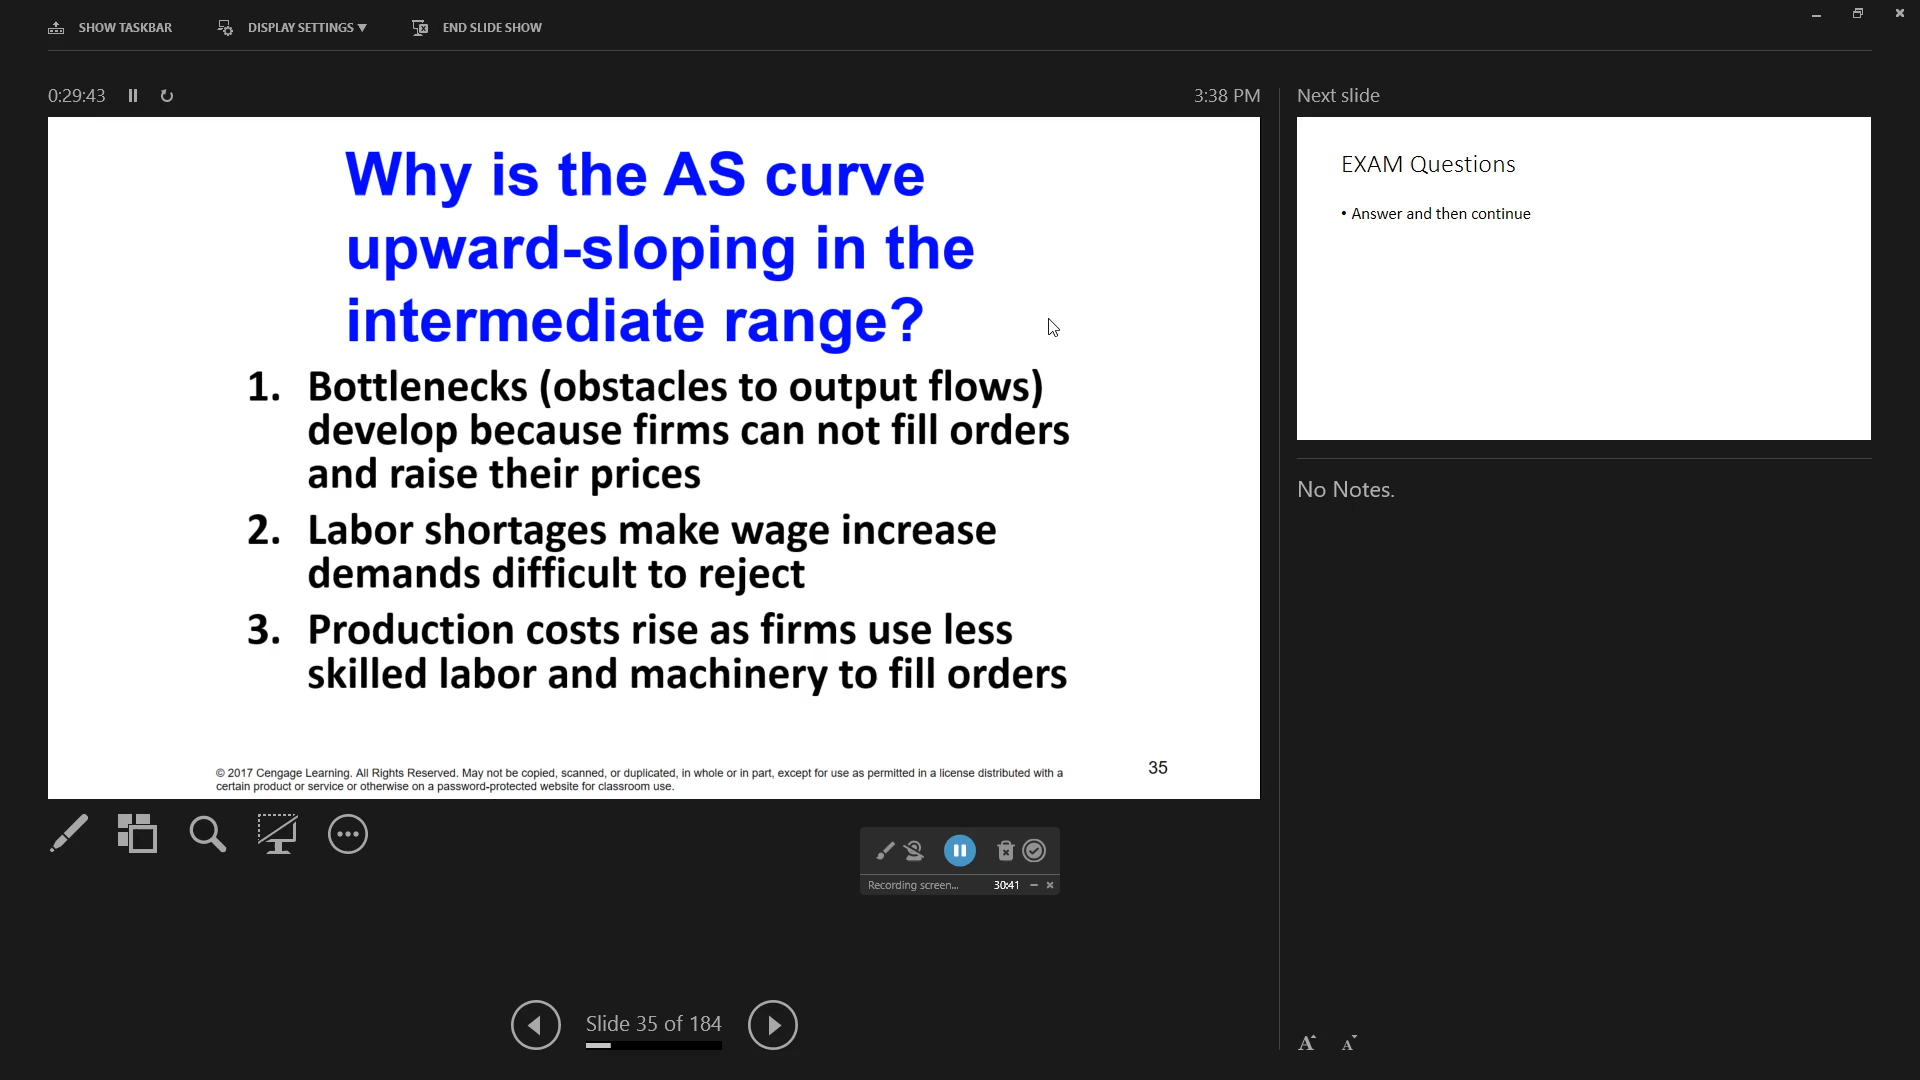 SHOW TASKBAR
DISPLAY SETTINGS ▼
END SLIDE SHOW
0:29:43
3:38 PM
Next slide
Why is the AS curve
upward-sloping in the
intermediate range?
1. Bottlenecks (obstacles to output flows)
develop because firms can not fill orders
and raise their prices
2. Labor shortages make wage increase
demands difficult to reject
3. Production costs rise as firms use less
skilled labor and machinery to fill orders
© 2017 Cengage Learning. All Rights Reserved. May not be copied, scanned, or duplicated, in whole or in part, except for use as permitted in a license distributed with a
certain product or service or otherwise on a password-protected website for classroom use.
35
EXAM Questions
• Answer and then continue
No Notes.
Recording screen...
30:41
Slide 35 of 184
A
A